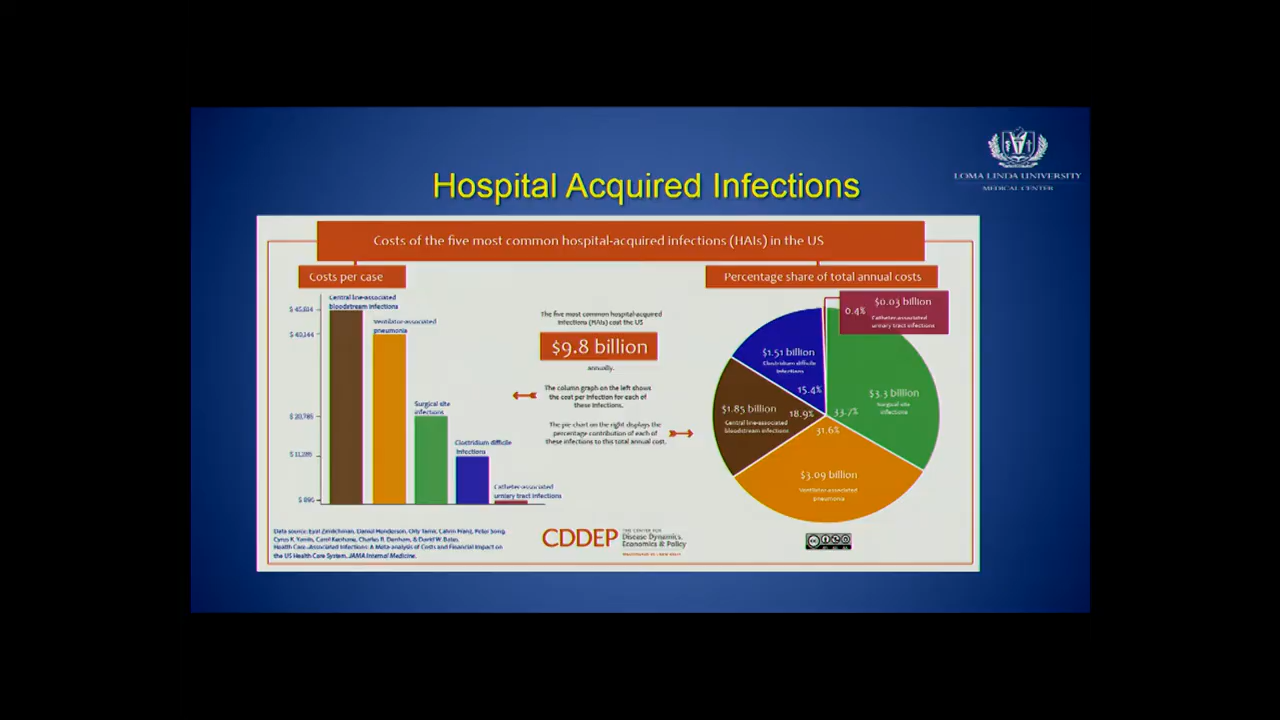 LOMA LINDA UNIVERSITY
MEDICAL CENTER
Hospital Acquired Infections
Costs of the five most common hospital-acquired infections (HAIs) in the US
Costs per case
$ 45,814
$ 40,144
$ 20,785
$ 11,285
$ 896
Central line-associated
bloodstream infections
Ventilator-associated
pneumonia
Surgical site
infections
Clostridium difficile
infections
Catheter-associated
urinary tract infections
The five most common hospital-acquired
infections (HAIs) cost the US
$9.8 billion
annually.
The column graph on the left shows
the cost per infection for each of
these infections.
The pie chart on the right displays the
percentage contribution of each of
these infections to this total annual cost.
Percentage share of total annual costs
$0.03 billion
0.4%
Catheter-associated
urinary tract infections
$1.51 billion
Clostridium difficile
infections
15.4%
$3.3 billion
Surgical site
infections
33.7%
$1.85 billion
Central line-associated
bloodstream infections
18.9%
31.6%
$3.09 billion
Ventilator-associated
pneumonia
Data source: Eyal Zimlichman, Daniel Henderson, Orly Tamir, Calvin Franz, Peter Song,
Cyrus K. Yamin, Carol Keohane, Charles R. Denham, & David W. Bates.
Health Care-Associated Infections: A Meta-analysis of Costs and Financial Impact on
the US Health Care System. JAMA Internal Medicine.
CDDEP
THE CENTER FOR
Disease Dynamics,
Economics & Policy